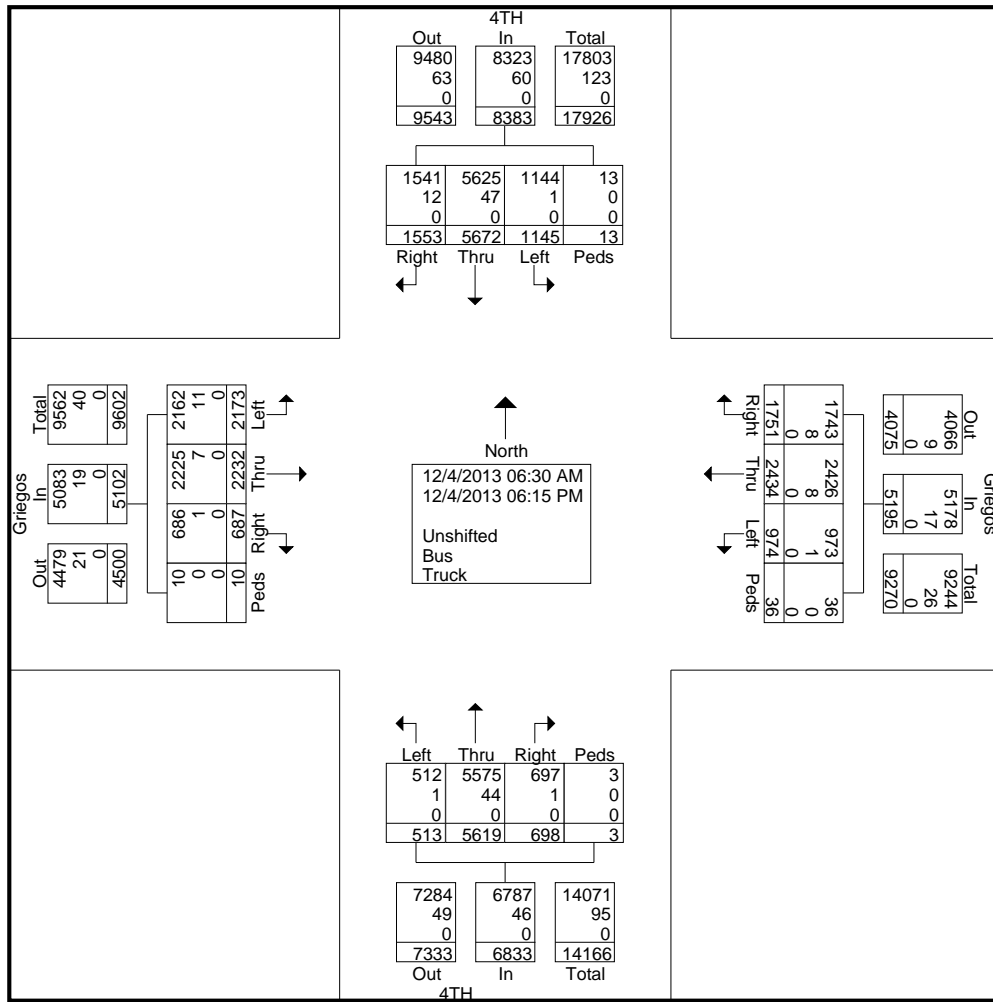 4TH
Out In Total
9480 8323 17803
63 60 123
0 0 0
9543 8383 17926
1541 5625 1144 13
12 47 1 0
0 0 0 0
1553 5672 1145 13
Right Thru Left Peds
Griegos
Total
9562
40
0
9602
In
5083
19
0
5102
Out
4479
21
0
4500
2162
11
0
2173
Left
2225
7
0
2232
Thru
686
1
0
687
Right
10
0
0
10
Peds
North
12/4/2013 06:30 AM
12/4/2013 06:15 PM
Unshifted
Bus
Truck
Right
1743
8
0
1751
Thru
2426
8
0
2434
Left
973
1
0
974
Peds
36
0
0
36
Out
4066
9
0
4075
Griegos
In
5178
17
0
5195
Total
9244
26
0
9270
Left Thru Right Peds
512 5575 697 3
1 44 1 0
0 0 0 0
513 5619 698 3
7284 6787 14071
49 46 95
0 0 0
7333 6833 14166
Out In Total
4TH